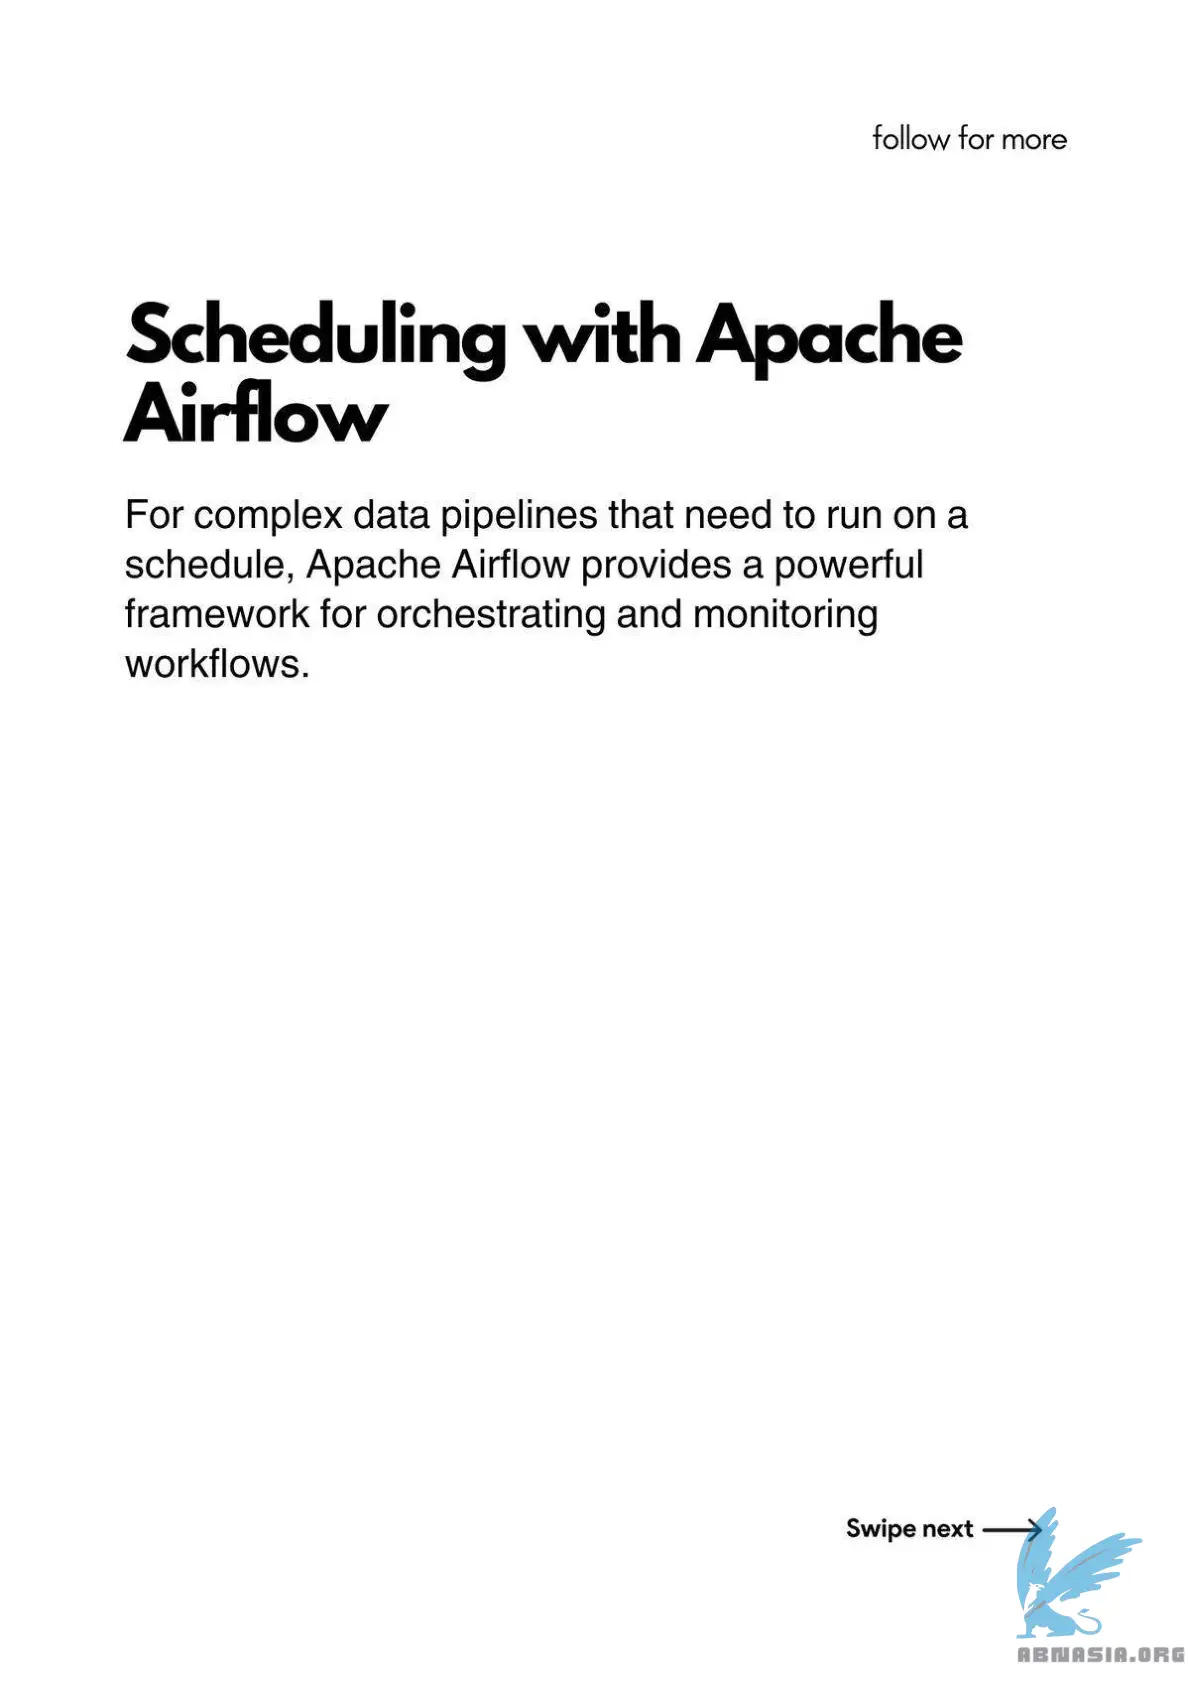 follow for more
Scheduling with Apache
Airflow
For complex data pipelines that need to run on a
schedule, Apache Airflow provides a powerful
framework for orchestrating and monitoring
workflows.
Swipe next
ABNASIA.ORG